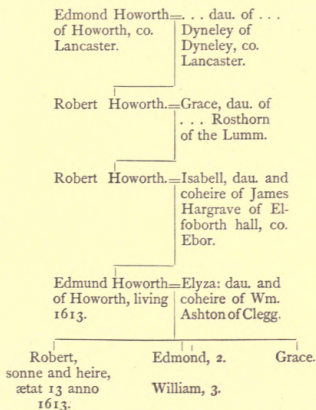 Edmond Howorth=. . . dau. of . . .
of Howorth, co. Dyneley of
Lancaster. Dyneley, co.
Lancaster.
Robert Howorth.=Grace, dau. of
. . . Rosthorn
of the Lumm.
Robert Howorth.=Isabell, dau. and
coheire of James
Hargrave of El-
foborth hall, co.
Ebor.
Edmund Howorth=Elyza: dau. and
of Howorth, living coheire of Wm.
1613. Ashton of Clegg.
Robert, Edmond, 2. Grace.
sonne and heire,
ætat 13 anno William, 3.
1613.